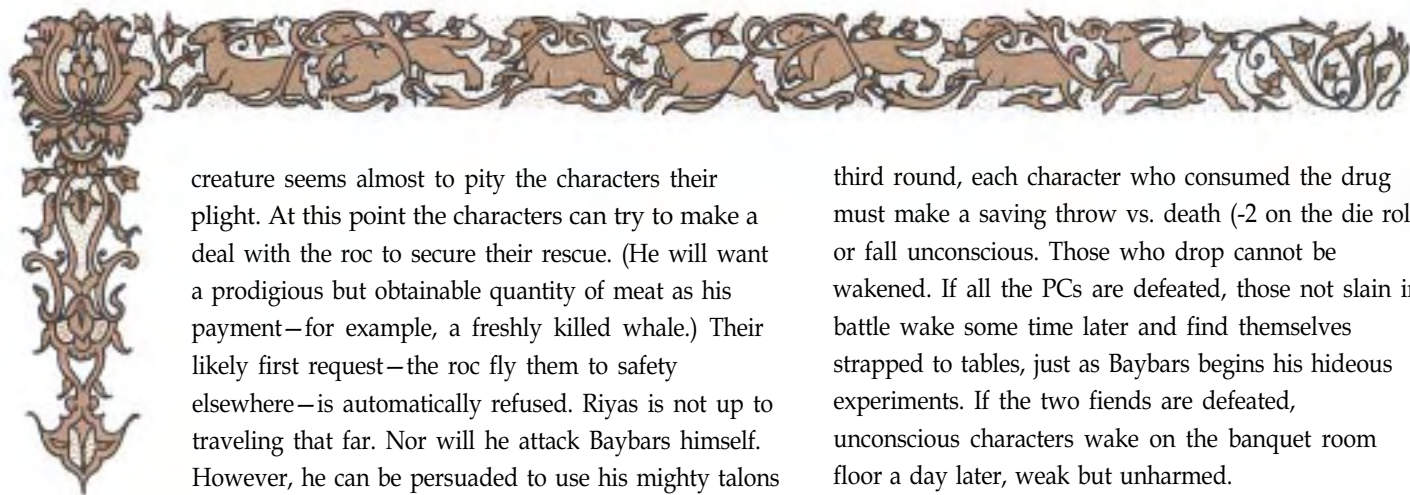 creature seems almost to pity the characters their
plight. At this point the characters can try to make a
deal with the roc to secure their rescue. (He will want
a prodigious but obtainable quantity of meat as his
payment—for example, a freshly killed whale.) Their
likely first request—the roc fly them to safety
elsewhere—is automatically refused. Riyas is not up to
traveling that far. Nor will he attack Baybars himself.
However, he can be persuaded to use his mighty talons
third round, each character who consumed the drug
must make a saving throw vs. death (-2 on the die rol
or fall unconscious. Those who drop cannot be
wakened. If all the PCs are defeated, those not slain i
battle wake some time later and find themselves
strapped to tables, just as Baybars begins his hideous
experiments. If the two fiends are defeated,
unconscious characters wake on the banquet room
floor a day later, weak but unharmed.